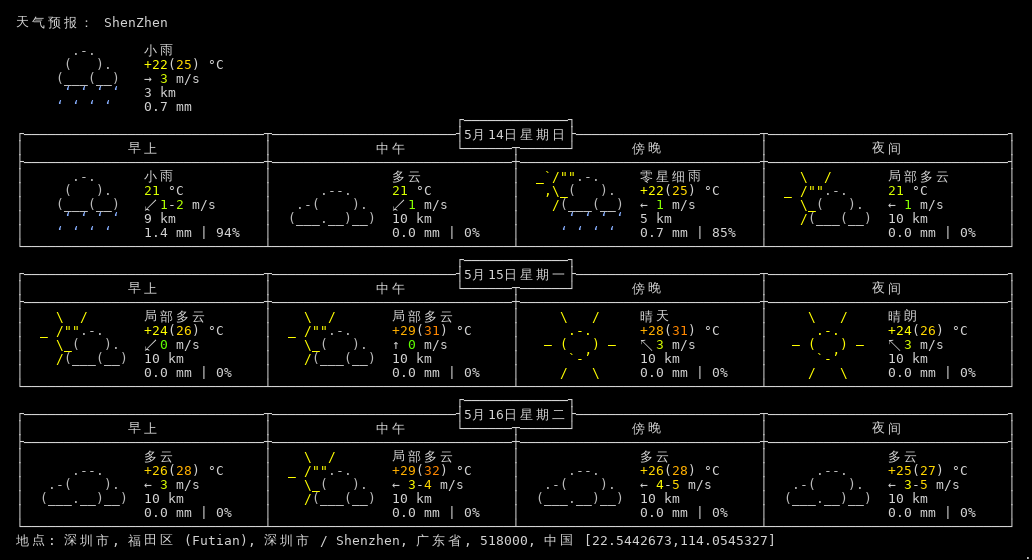 天气预报： ShenZhen
小雨
+22(25) °C
→ 3 m/s
3 km
0.7 mm
5月14日星期日
早上 中午 傍晚 夜间
小雨 多云 零星细雨 局部多云
21 °C 21 °C +22(25) °C 21 °C
↙ 1-2 m/s ↙ 1 m/s ← 1 m/s ← 1 m/s
9 km 10 km 5 km 10 km
1.4 mm | 94% 0.0 mm | 0% 0.7 mm | 85% 0.0 mm | 0%
5月15日星期一
早上 中午 傍晚 夜间
局部多云 局部多云 晴天 晴朗
+24(26) °C +29(31) °C +28(31) °C +24(26) °C
↙ 0 m/s ↑ 0 m/s ↖ 3 m/s ↖ 3 m/s
10 km 10 km 10 km 10 km
0.0 mm | 0% 0.0 mm | 0% 0.0 mm | 0% 0.0 mm | 0%
5月16日星期二
早上 中午 傍晚 夜间
多云 局部多云 多云 多云
+26(28) °C +29(32) °C +26(28) °C +25(27) °C
← 3 m/s ← 3-4 m/s ← 4-5 m/s ← 3-5 m/s
10 km 10 km 10 km 10 km
0.0 mm | 0% 0.0 mm | 0% 0.0 mm | 0% 0.0 mm | 0%
地点: 深圳市, 福田区 (Futian), 深圳市 / Shenzhen, 广东省, 518000, 中国 [22.5442673,114.0545327]